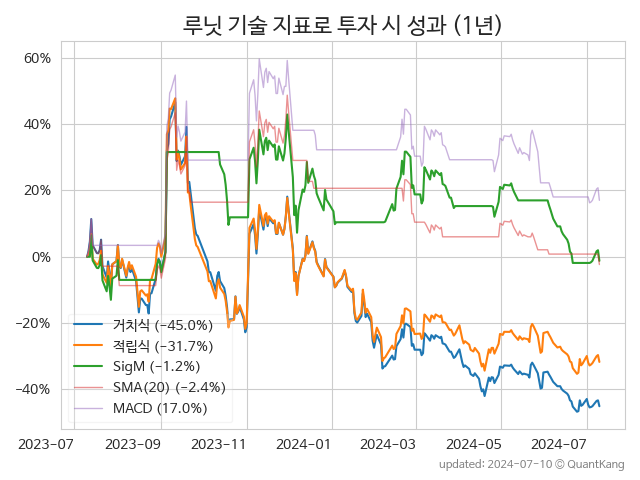 루닛 기술 지표로 투자 시 성과 (1년)
60%
40%
20%
0%
−20%
−40%
거치식 (−45.0%)
적립식 (−31.7%)
SigM (−1.2%)
SMA(20) (−2.4%)
MACD (17.0%)
2023-07 2023-09 2023-11 2024-01 2024-03 2024-05 2024-07
updated: 2024-07-10 ⓒ QuantKang